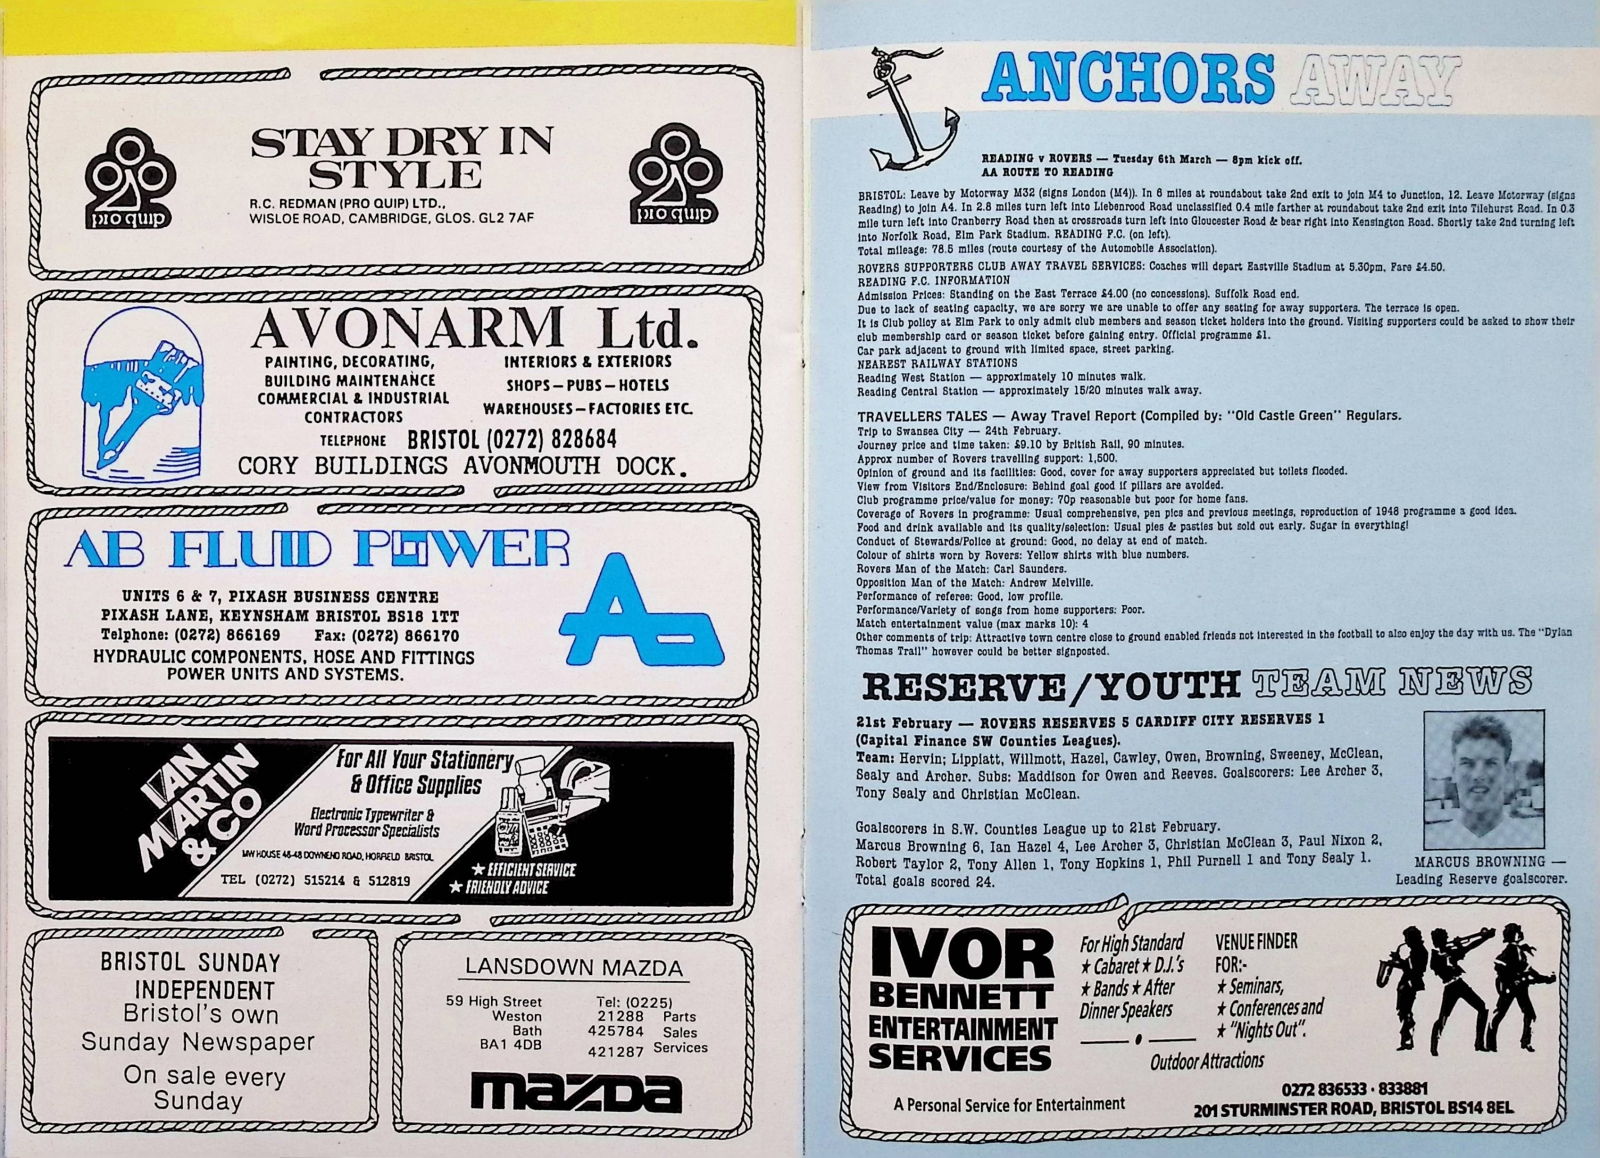 STAY DRY IN
STYLE
R.C. REDMAN (PRO QUIP) LTD.,
WISLOE ROAD, CAMBRIDGE, GLOS. GL2 7AF
pro quip
pro quip
AVONARM Ltd.
PAINTING, DECORATING,
BUILDING MAINTENANCE
COMMERCIAL & INDUSTRIAL
CONTRACTORS
INTERIORS & EXTERIORS
SHOPS – PUBS – HOTELS
WAREHOUSES – FACTORIES ETC.
TELEPHONE BRISTOL (0272) 828684
CORY BUILDINGS AVONMOUTH DOCK.
AB FLUID POWER
UNITS 6 & 7, PIXASH BUSINESS CENTRE
PIXASH LANE, KEYNSHAM BRISTOL BS18 1TT
Telphone: (0272) 866169 Fax: (0272) 866170
HYDRAULIC COMPONENTS, HOSE AND FITTINGS
POWER UNITS AND SYSTEMS.
IAN
MARTIN
& CO
For All Your Stationery
& Office Supplies
Electronic Typewriter &
Word Processor Specialists
MW HOUSE 46-48 DOWNEND ROAD, HORFIELD BRISTOL
TEL (0272) 515214 & 512819
★ EFFICIENT SERVICE
★ FRIENDLY ADVICE
BRISTOL SUNDAY
INDEPENDENT
Bristol's own
Sunday Newspaper
On sale every
Sunday
LANSDOWN MAZDA
59 High Street
Weston
Bath
BA1 4DB
Tel: (0225)
21288 Parts
425784 Sales
421287 Services
mazda
ANCHORS AWAY
READING v ROVERS — Tuesday 6th March — 8pm kick off.
AA ROUTE TO READING
BRISTOL: Leave by Motorway M32 (signs London (M4)). In 6 miles at roundabout take 2nd exit to join M4 to Junction, 12. Leave Motorway (signs
Reading) to join A4. In 2.8 miles turn left into Liebenrood Road unclassified 0.4 mile farther at roundabout take 2nd exit into Tilehurst Road. In 0.3
mile turn left into Cranberry Road then at crossroads turn left into Gloucester Road & bear right into Kensington Road. Shortly take 2nd turning left
into Norfolk Road, Elm Park Stadium. READING F.C. (on left).
Total mileage: 78.5 miles (route courtesy of the Automobile Association).
ROVERS SUPPORTERS CLUB AWAY TRAVEL SERVICES: Coaches will depart Eastville Stadium at 5.30pm, Fare £4.50.
READING F.C. INFORMATION
Admission Prices: Standing on the East Terrace £4.00 (no concessions). Suffolk Road end.
Due to lack of seating capacity, we are sorry we are unable to offer any seating for away supporters. The terrace is open.
It is Club policy at Elm Park to only admit club members and season ticket holders into the ground. Visiting supporters could be asked to show their
club membership card or season ticket before gaining entry. Official programme £1.
Car park adjacent to ground with limited space, street parking.
NEAREST RAILWAY STATIONS
Reading West Station — approximately 10 minutes walk.
Reading Central Station — approximately 15/20 minutes walk away.
TRAVELLERS TALES — Away Travel Report (Compiled by: "Old Castle Green" Regulars.
Trip to Swansea City — 24th February.
Journey price and time taken: £9.10 by British Rail, 90 minutes.
Approx number of Rovers travelling support: 1,500.
Opinion of ground and its facilities: Good, cover for away supporters appreciated but toilets flooded.
View from Visitors End/Enclosure: Behind goal good if pillars are avoided.
Club programme price/value for money: 70p reasonable but poor for home fans.
Coverage of Rovers in programme: Usual comprehensive, pen pics and previous meetings, reproduction of 1948 programme a good idea.
Food and drink available and its quality/selection: Usual pies & pasties but sold out early. Sugar in everything!
Conduct of Stewards/Police at ground: Good, no delay at end of match.
Colour of shirts worn by Rovers: Yellow shirts with blue numbers.
Rovers Man of the Match: Carl Saunders.
Opposition Man of the Match: Andrew Melville.
Performance of referee: Good, low profile.
Performance/Variety of songs from home supporters: Poor.
Match entertainment value (max marks 10): 4
Other comments of trip: Attractive town centre close to ground enabled friends not interested in the football to also enjoy the day with us. The "Dylan
Thomas Trail" however could be better signposted.
RESERVE/YOUTH TEAM NEWS
21st February — ROVERS RESERVES 5 CARDIFF CITY RESERVES 1
(Capital Finance SW Counties Leagues).
Team: Hervin; Lipplatt, Willmott, Hazel, Cawley, Owen, Browning, Sweeney, McClean,
Sealy and Archer. Subs: Maddison for Owen and Reeves. Goalscorers: Lee Archer 3,
Tony Sealy and Christian McClean.
Goalscorers in S.W. Counties League up to 21st February.
Marcus Browning 6, Ian Hazel 4, Lee Archer 3, Christian McClean 3, Paul Nixon 2,
Robert Taylor 2, Tony Allen 1, Tony Hopkins 1, Phil Purnell 1 and Tony Sealy 1.
Total goals scored 24.
MARCUS BROWNING —
Leading Reserve goalscorer.
IVOR
BENNETT
ENTERTAINMENT
SERVICES
For High Standard
★ Cabaret ★ D.J.'s
★ Bands ★ After
Dinner Speakers
VENUE FINDER
FOR:-
★ Seminars,
★ Conferences and
★ "Nights Out".
Outdoor Attractions
A Personal Service for Entertainment
0272 836533 · 833881
201 STURMINSTER ROAD, BRISTOL BS14 8EL